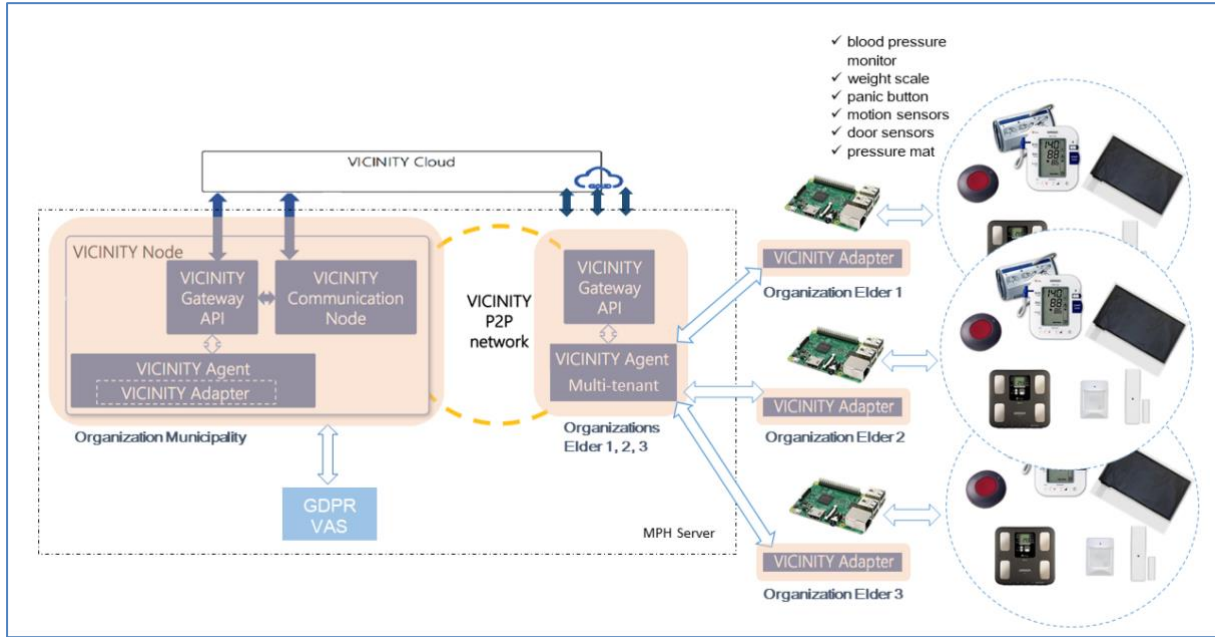 ✓ blood pressure
monitor
✓ weight scale
✓ panic button
✓ motion sensors
✓ door sensors
✓ pressure mat
VICINITY Cloud
VICINITY Node
VICINITY
Gateway
API
VICINITY
Communication
Node
VICINITY Agent
VICINITY Adapter
Organization Municipality
VICINITY
P2P
network
VICINITY
Gateway
API
VICINITY Agent
Multi-tenant
Organizations
Elder 1, 2, 3
GDPR
VAS
MPH Server
VICINITY Adapter
Organization Elder 1
VICINITY Adapter
Organization Elder 2
VICINITY Adapter
Organization Elder 3